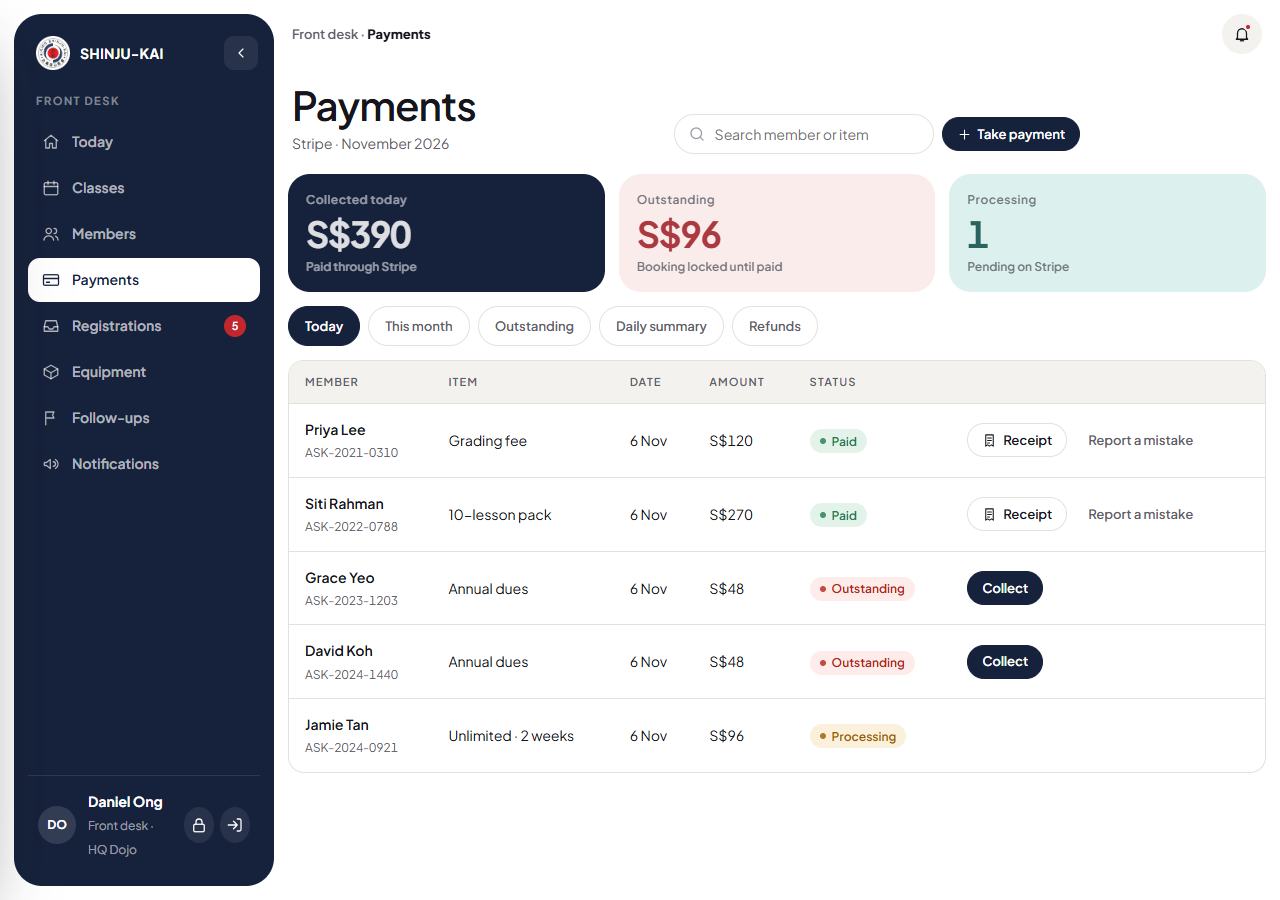 SHINJU-KAI
FRONT DESK
Today
Classes
Members
Payments
Registrations 5
Equipment
Follow-ups
Notifications
DO
Daniel Ong
Front desk ·
HQ Dojo
Front desk · Payments
Payments
Stripe · November 2026
Search member or item
+ Take payment
Collected today
S$390
Paid through Stripe
Outstanding
S$96
Booking locked until paid
Processing
1
Pending on Stripe
Today This month Outstanding Daily summary Refunds
MEMBER ITEM DATE AMOUNT STATUS
Priya Lee
ASK-2021-0310
Grading fee 6 Nov S$120 Paid Receipt Report a mistake
Siti Rahman
ASK-2022-0788
10-lesson pack 6 Nov S$270 Paid Receipt Report a mistake
Grace Yeo
ASK-2023-1203
Annual dues 6 Nov S$48 Outstanding Collect
David Koh
ASK-2024-1440
Annual dues 6 Nov S$48 Outstanding Collect
Jamie Tan
ASK-2024-0921
Unlimited · 2 weeks 6 Nov S$96 Processing